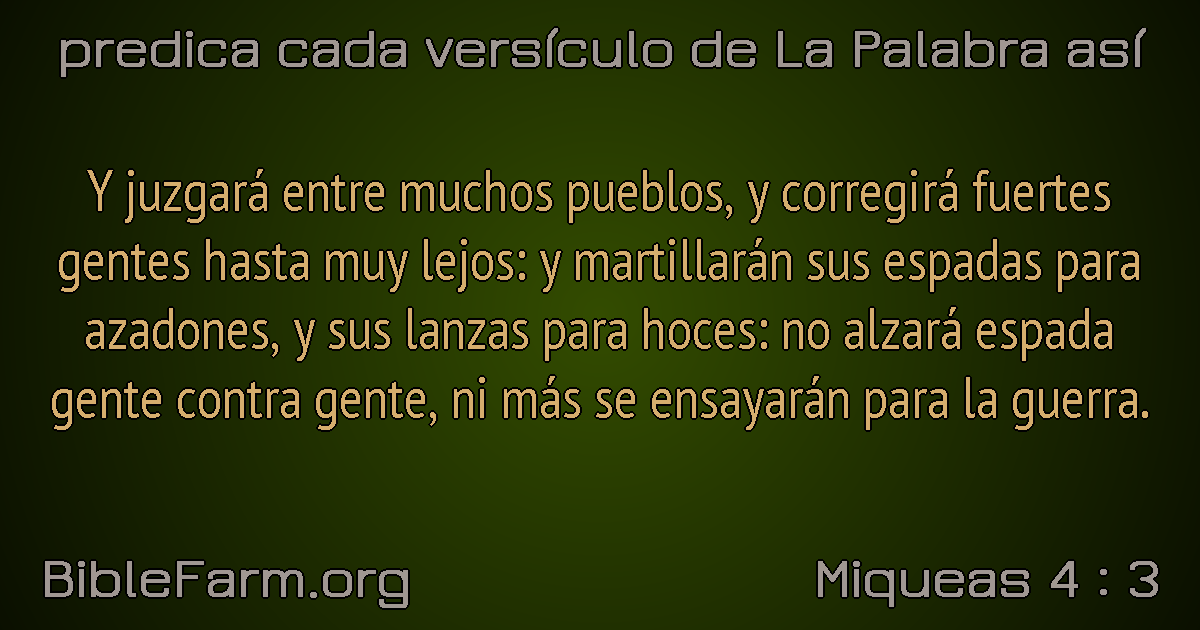 predica cada versículo de La Palabra así
Y juzgará entre muchos pueblos, y corregirá fuertes
gentes hasta muy lejos: y martillarán sus espadas para
azadones, y sus lanzas para hoces: no alzará espada
gente contra gente, ni más se ensayarán para la guerra.
BibleFarm.org
Miqueas 4 : 3